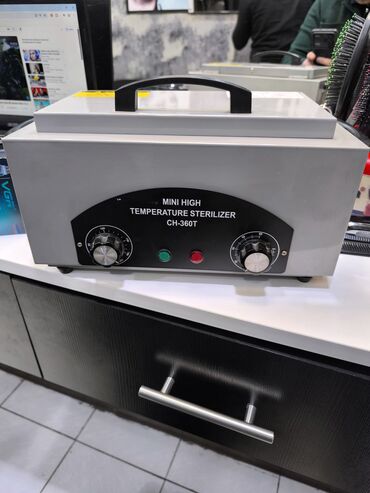 MINI HIGH
TEMPERATURE STERILIZER
CH-360T